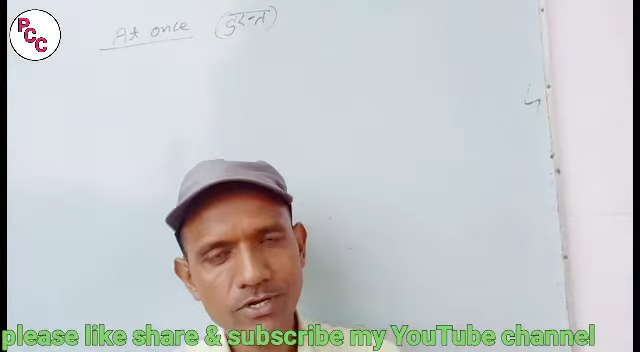 PCC
At once (तुरन्त)
please like share & subscribe my YouTube channel